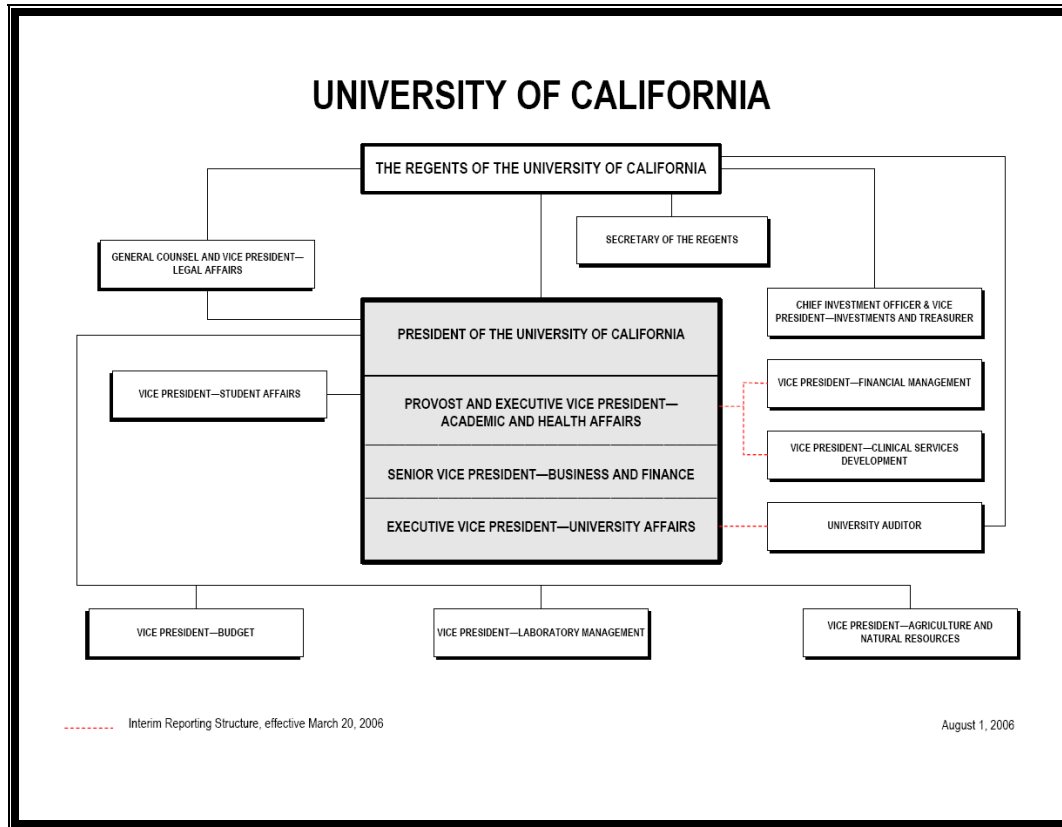 UNIVERSITY OF CALIFORNIA
THE REGENTS OF THE UNIVERSITY OF CALIFORNIA
SECRETARY OF THE REGENTS
GENERAL COUNSEL AND VICE PRESIDENT—
LEGAL AFFAIRS
CHIEF INVESTMENT OFFICER & VICE
PRESIDENT—INVESTMENTS AND TREASURER
PRESIDENT OF THE UNIVERSITY OF CALIFORNIA
VICE PRESIDENT—STUDENT AFFAIRS
PROVOST AND EXECUTIVE VICE PRESIDENT—
ACADEMIC AND HEALTH AFFAIRS
SENIOR VICE PRESIDENT—BUSINESS AND FINANCE
EXECUTIVE VICE PRESIDENT—UNIVERSITY AFFAIRS
VICE PRESIDENT—FINANCIAL MANAGEMENT
VICE PRESIDENT—CLINICAL SERVICES
DEVELOPMENT
UNIVERSITY AUDITOR
VICE PRESIDENT—BUDGET
VICE PRESIDENT—LABORATORY MANAGEMENT
VICE PRESIDENT—AGRICULTURE AND
NATURAL RESOURCES
Interim Reporting Structure, effective March 20, 2006
August 1, 2006